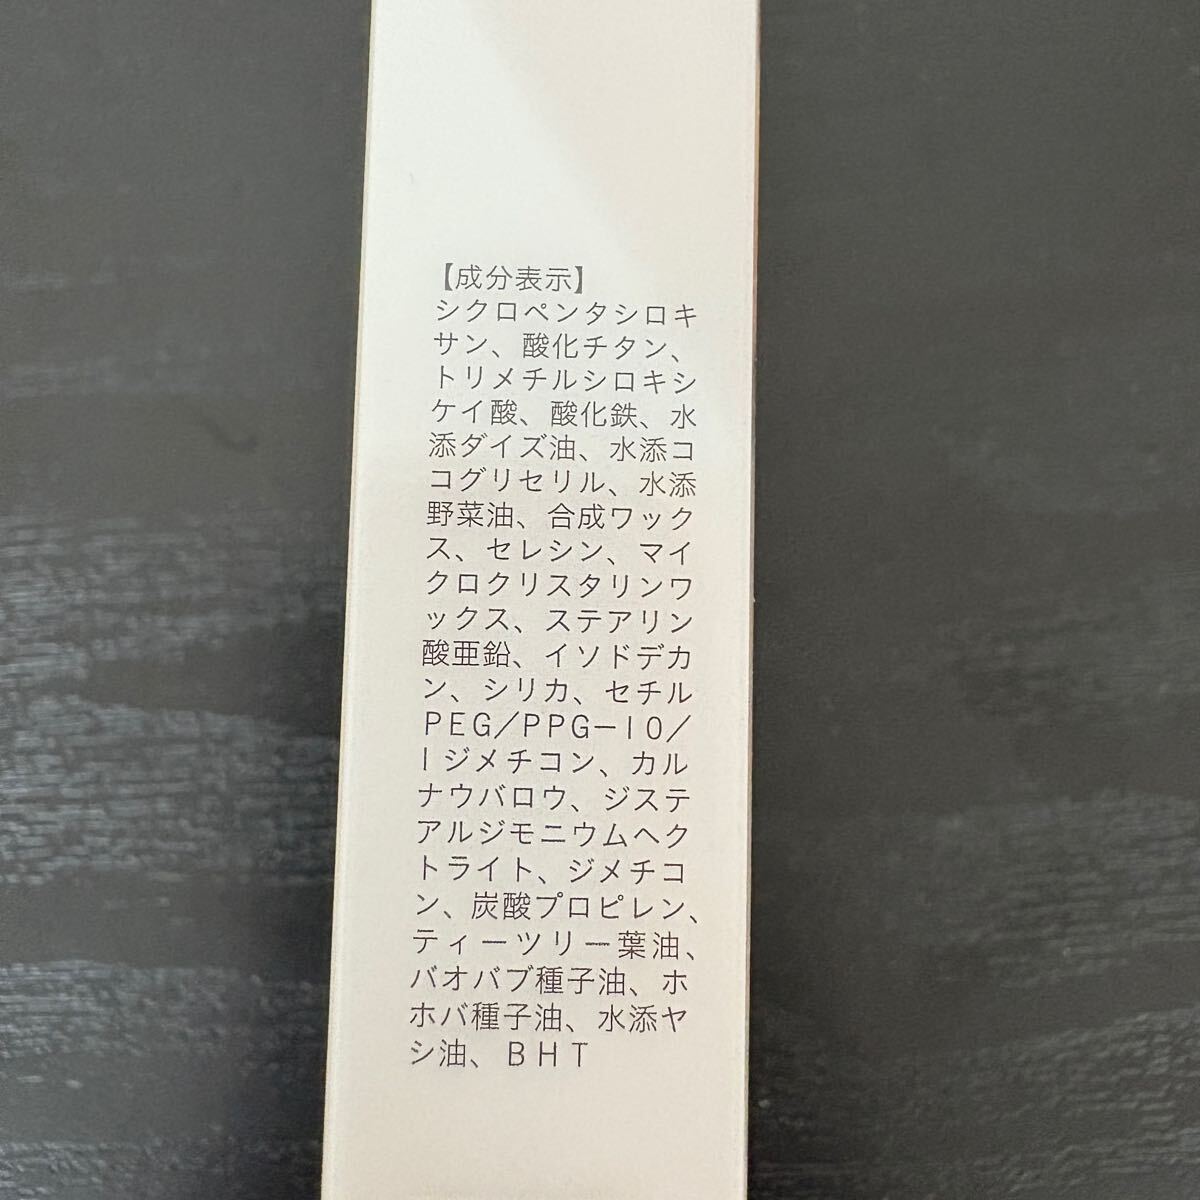 【成分表示】
シクロペンタシロキ
サン、酸化チタン、
トリメチルシロキシ
ケイ酸、酸化鉄、水
添ダイズ油、水添コ
コグリセリル、水添
野菜油、合成ワック
ス、セレシン、マイ
クロクリスタリンワ
ックス、ステアリン
酸亜鉛、イソドデカ
ン、シリカ、セチル
PEG/PPG－10/
1ジメチコン、カル
ナウバロウ、ジステ
アルジモニウムヘク
トライト、ジメチコ
ン、炭酸プロピレン、
ティーツリー葉油、
バオバブ種子油、ホ
ホバ種子油、水添ヤ
シ油、BHT